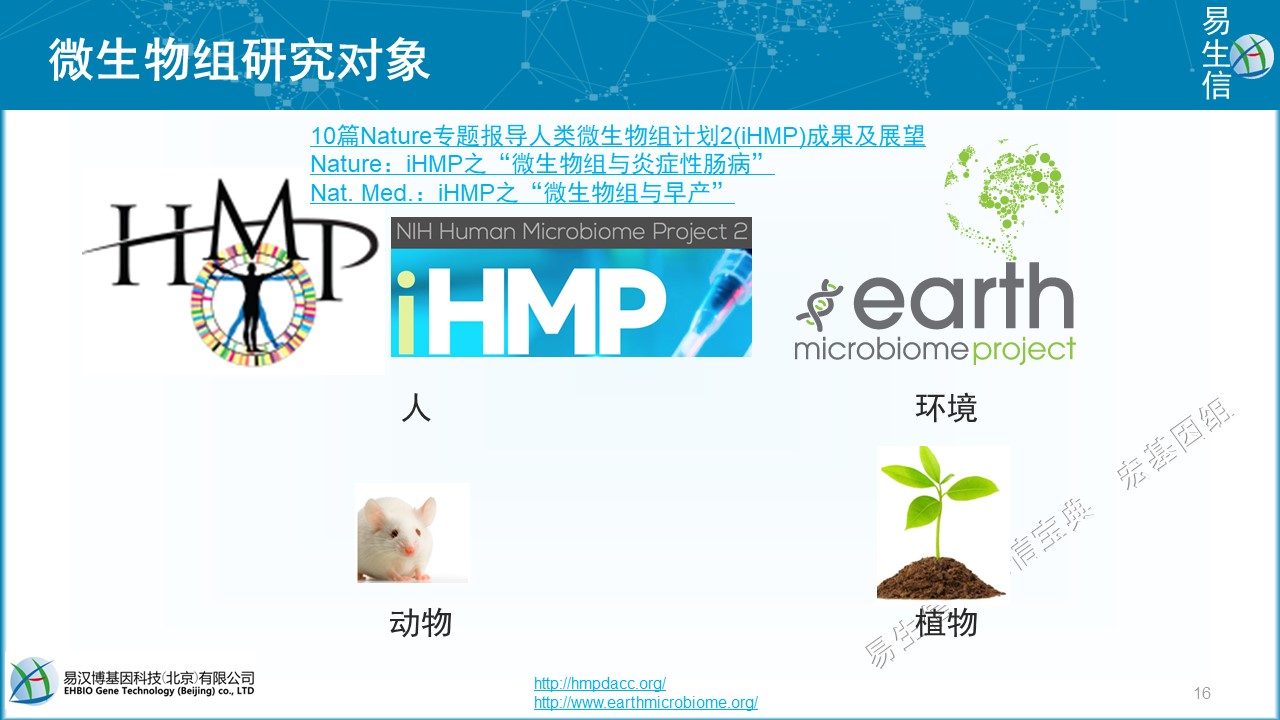 微生物组研究对象
易生信
10篇Nature专题报导人类微生物组计划2(iHMP)成果及展望
Nature：iHMP之“微生物组与炎症性肠病”
Nat. Med.：iHMP之“微生物组与早产”
HMP
NIH Human Microbiome Project 2
iHMP
earth
microbiomeproject
人
环境
动物
植物
易生信
信宝典
宏基因组
易汉博基因科技(北京)有限公司
EHBIO Gene Technology (Beijing) co., LTD
http://hmpdacc.org/
http://www.earthmicrobiome.org/
16